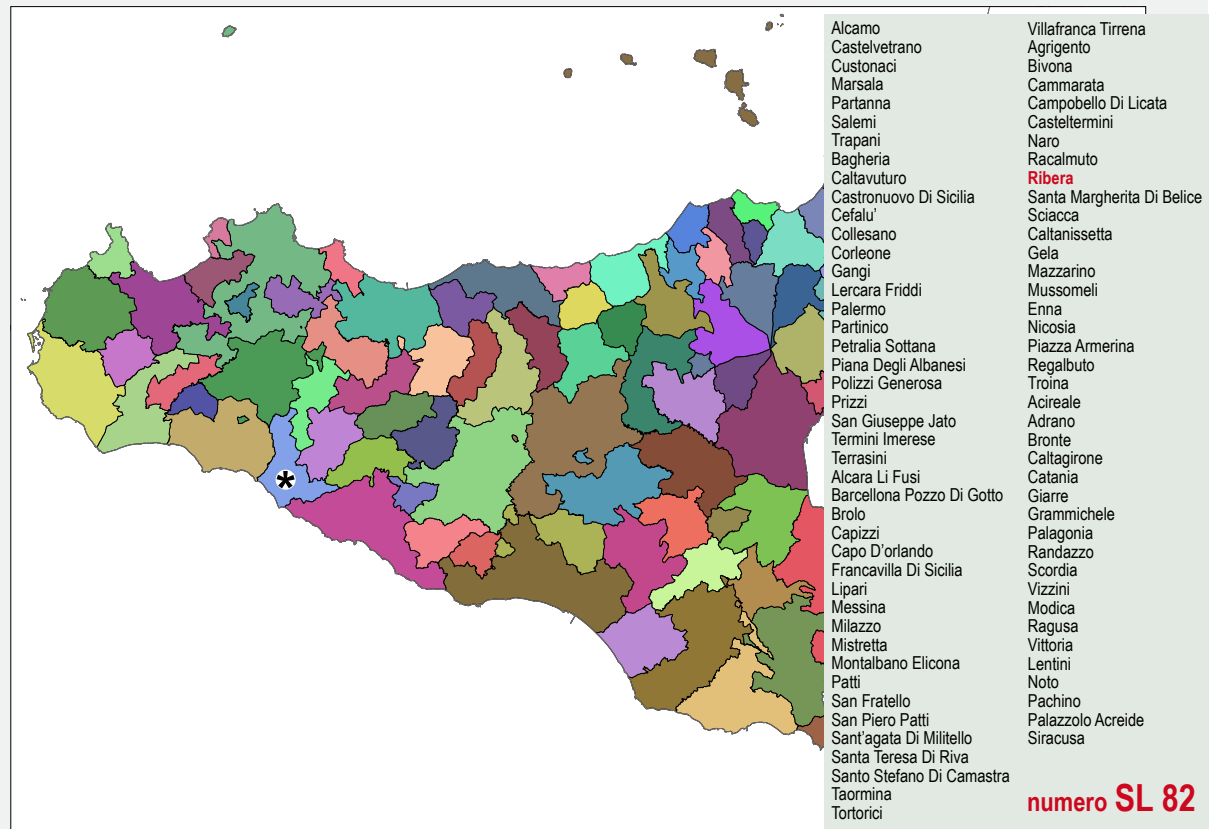 Alcamo
Castelvetrano
Custonaci
Marsala
Partanna
Salemi
Trapani
Bagheria
Caltavuturo
Castronuovo Di Sicilia
Cefalu'
Collesano
Corleone
Gangi
Lercara Friddi
Palermo
Partinico
Petralia Sottana
Piana Degli Albanesi
Polizzi Generosa
Prizzi
San Giuseppe Jato
Termini Imerese
Terrasini
Alcara Li Fusi
Barcellona Pozzo Di Gotto
Brolo
Capizzi
Capo D'orlando
Francavilla Di Sicilia
Lipari
Messina
Milazzo
Mistretta
Montalbano Elicona
Patti
San Fratello
San Piero Patti
Sant'agata Di Militello
Santa Teresa Di Riva
Santo Stefano Di Camastra
Taormina
Tortorici
Villafranca Tirrena
Agrigento
Bivona
Cammarata
Campobello Di Licata
Casteltermini
Naro
Racalmuto
Ribera
Santa Margherita Di Belice
Sciacca
Caltanissetta
Gela
Mazzarino
Mussomeli
Enna
Nicosia
Piazza Armerina
Regalbuto
Troina
Acireale
Adrano
Bronte
Caltagirone
Catania
Giarre
Grammichele
Palagonia
Randazzo
Scordia
Vizzini
Modica
Ragusa
Vittoria
Lentini
Noto
Pachino
Palazzolo Acreide
Siracusa
numero SL 82
*